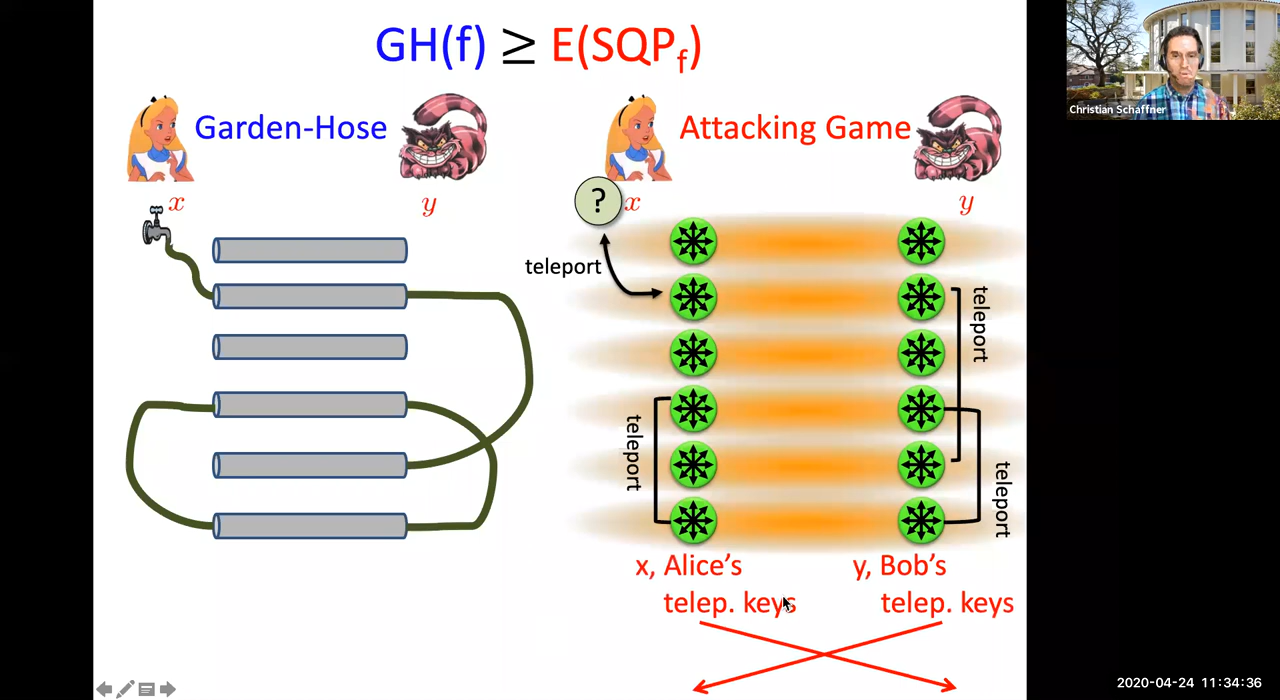 GH(f) ≥ E(SQP_f)
Christian Schaffner
Garden-Hose
Attacking Game
x
y
?
x
y
teleport
teleport
teleport
teleport
x, Alice's
telep. keys
y, Bob's
telep. keys
2020-04-24 11:34:36